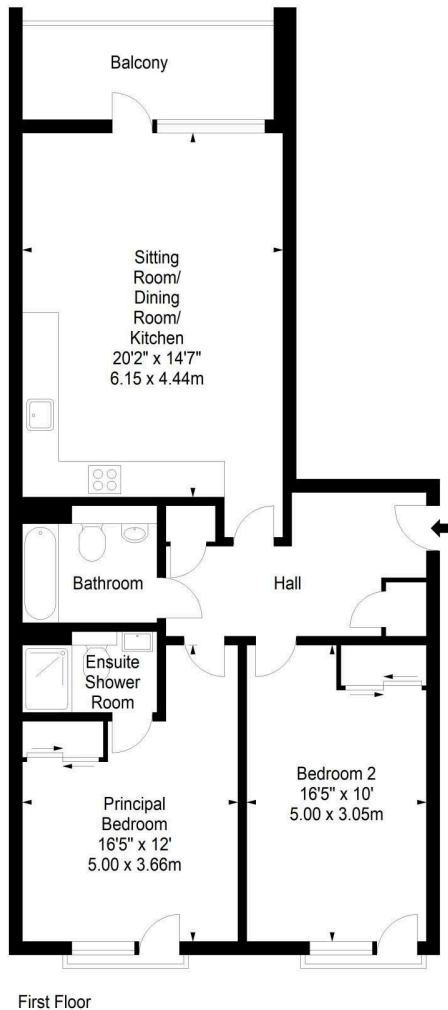 Balcony
Sitting
Room/
Dining
Room/
Kitchen
20'2" x 14'7"
6.15 x 4.44m
Bathroom
Hall
Ensuite
Shower
Room
Principal
Bedroom
16'5" x 12'
5.00 x 3.66m
Bedroom 2
16'5" x 10'
5.00 x 3.05m
First Floor